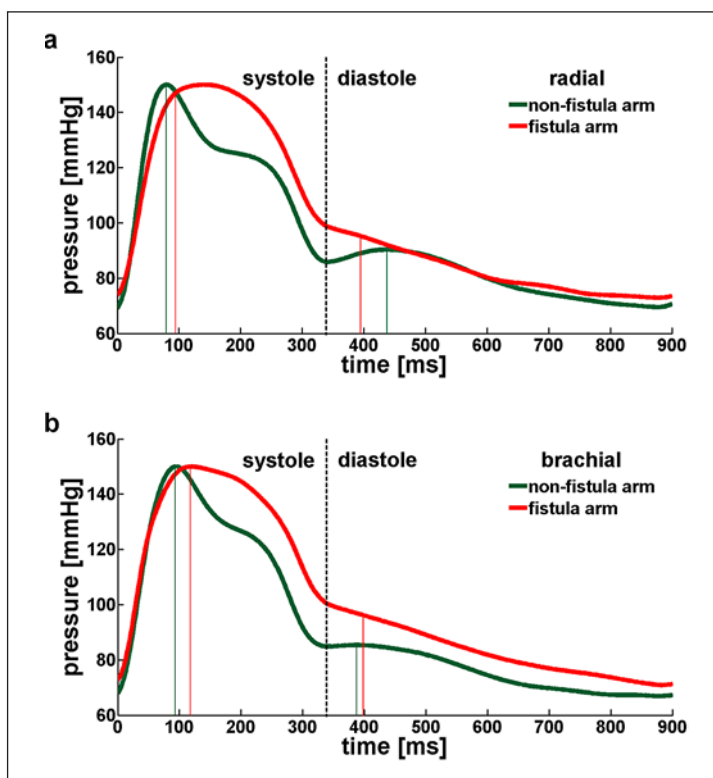 a
160
140
120
100
80
60
pressure [mmHg]
systole diastole radial
non-fistula arm
fistula arm
0 100 200 300 400 500 600 700 800 900
time [ms]
b
160
140
120
100
80
60
pressure [mmHg]
systole diastole brachial
non-fistula arm
fistula arm
0 100 200 300 400 500 600 700 800 900
time [ms]